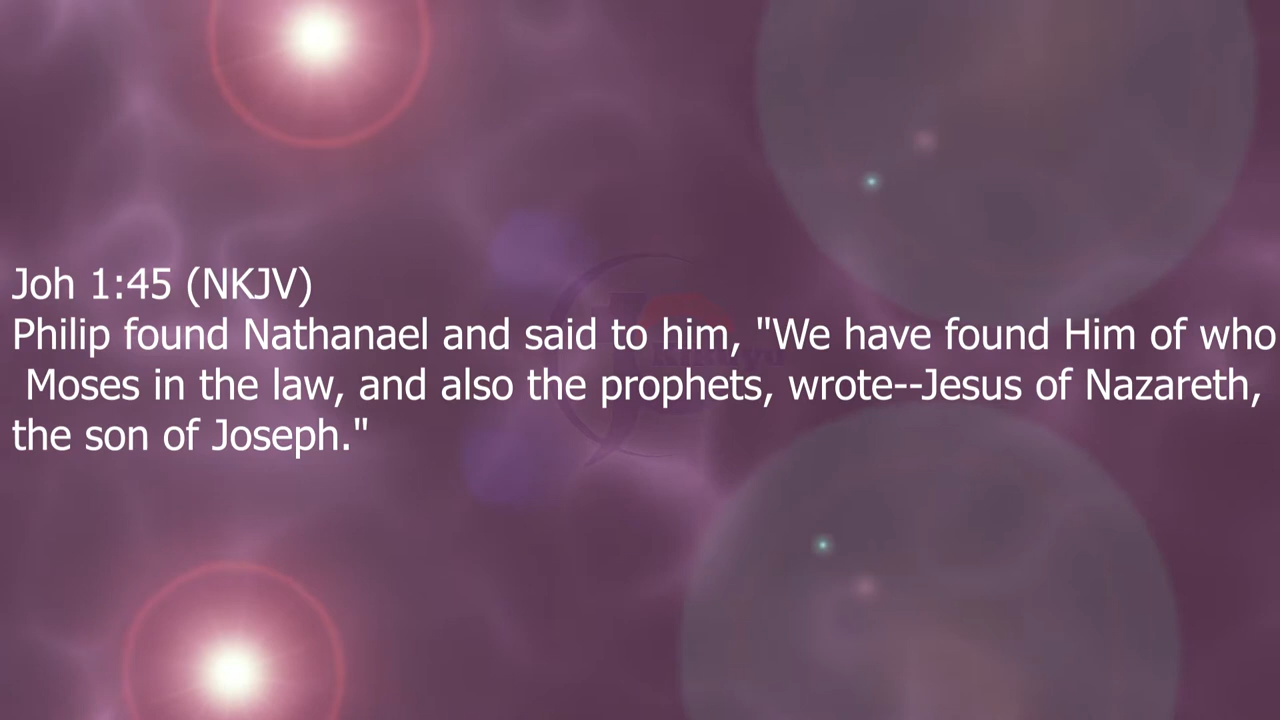 Joh 1:45 (NKJV)
Philip found Nathanael and said to him, "We have found Him of who
Moses in the law, and also the prophets, wrote--Jesus of Nazareth,
the son of Joseph."